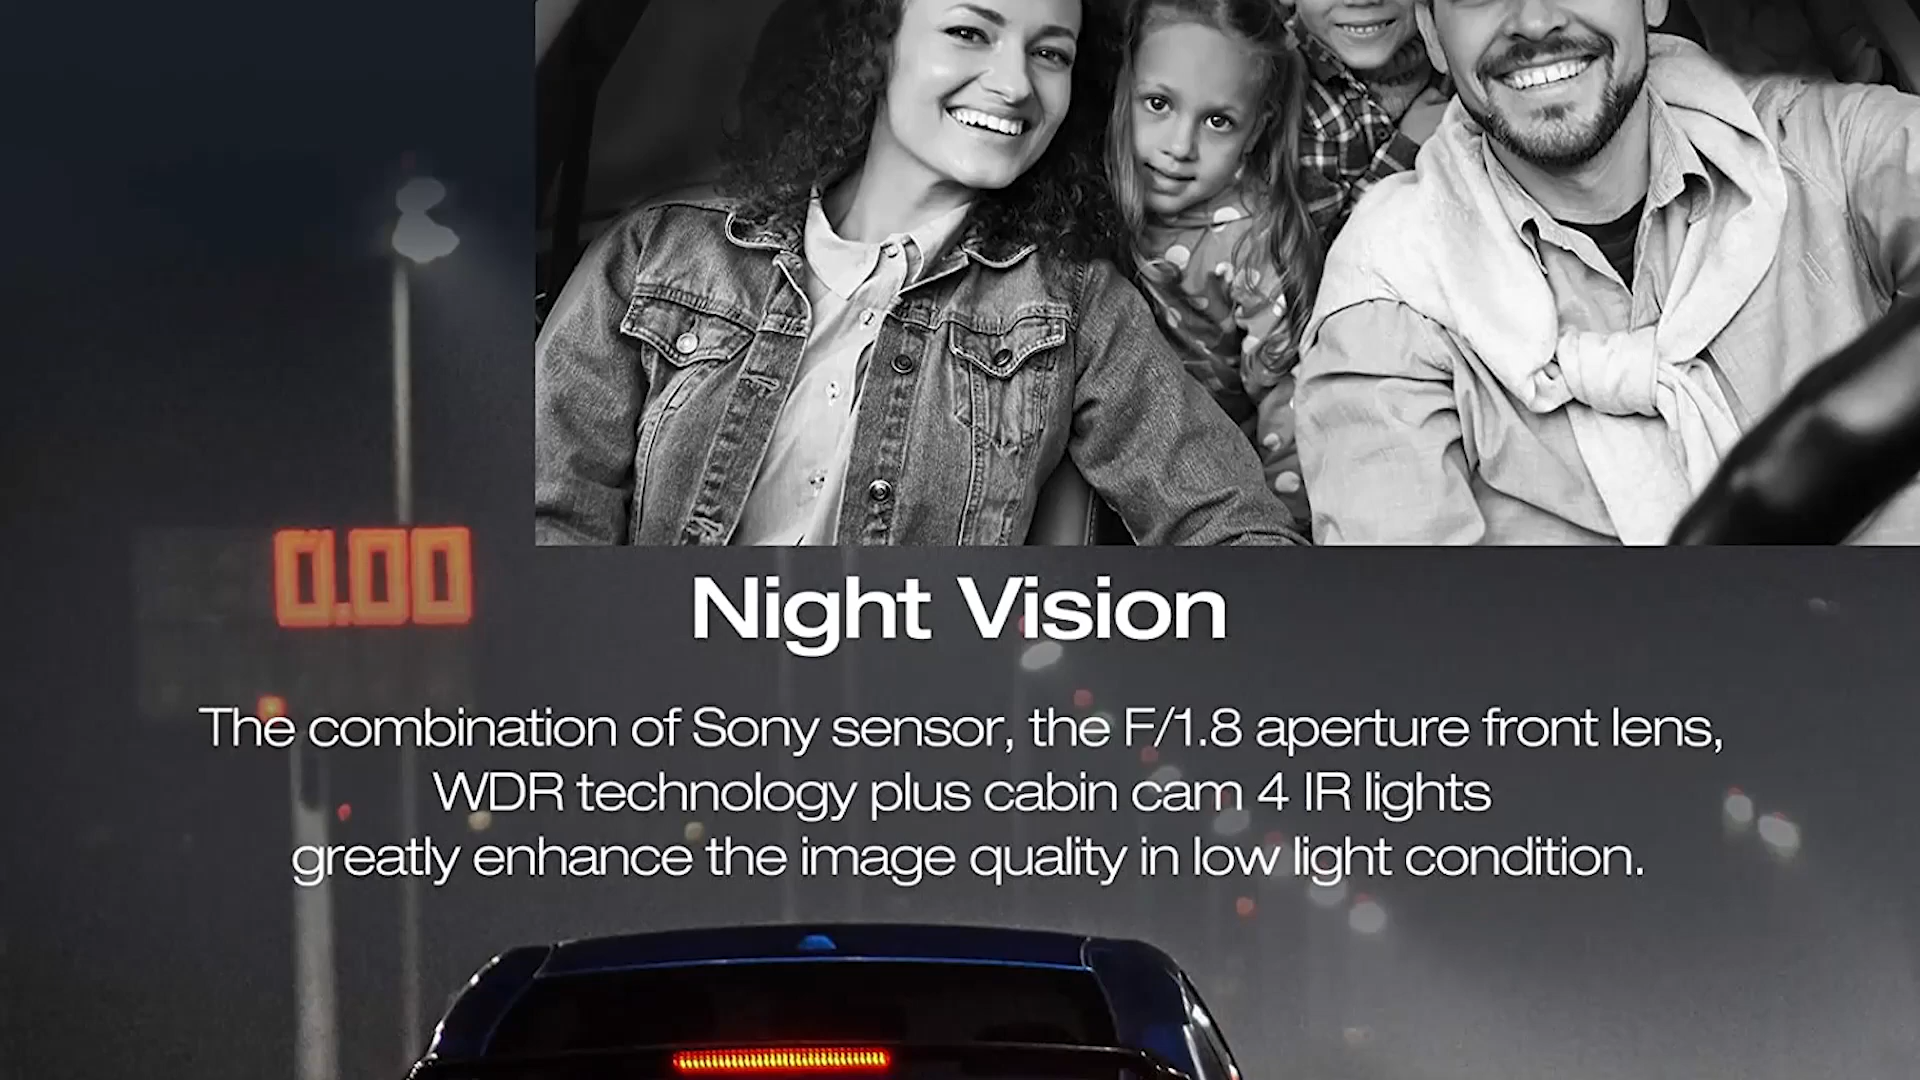 0.00
Night Vision
The combination of Sony sensor, the F/1.8 aperture front lens,
WDR technology plus cabin cam 4 IR lights
greatly enhance the image quality in low light condition.